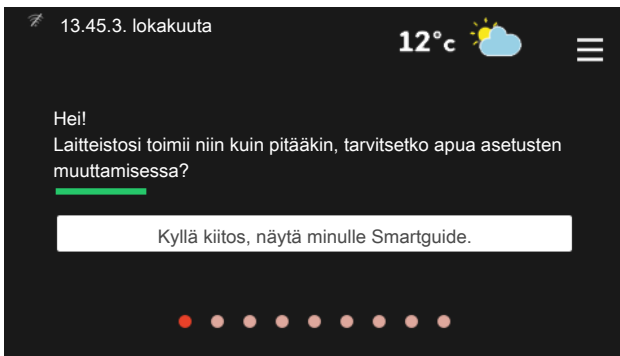 13.45.3. lokakuuta
12°c
Hei!
Laitteistosi toimii niin kuin pitääkin, tarvitsetko apua asetusten
muuttamisessa?
Kyllä kiitos, näytä minulle Smartguide.